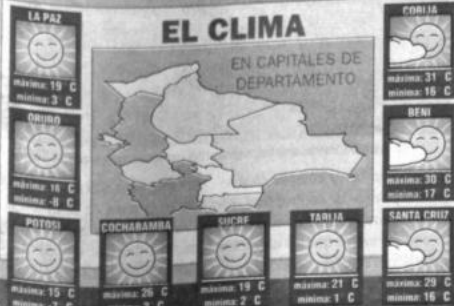 EL CLIMA
EN CAPITALES DE
DEPARTAMENTO
LA PAZ
máxima: 19 C
mínima: 3 C
ORURO
máxima: 18 C
mínima: -8 C
POTOSI
máxima: 15 C
COCHABAMBA
máxima: 26 C
SUCRE
máxima: 19 C
mínima: 2 C
TARIJA
máxima: 21 C
mínima: 1 C
COBIJA
máxima: 31 C
mínima: 16 C
BENI
máxima: 30 C
mínima: 17 C
SANTA CRUZ
máxima: 29 C
mínima: 16 C